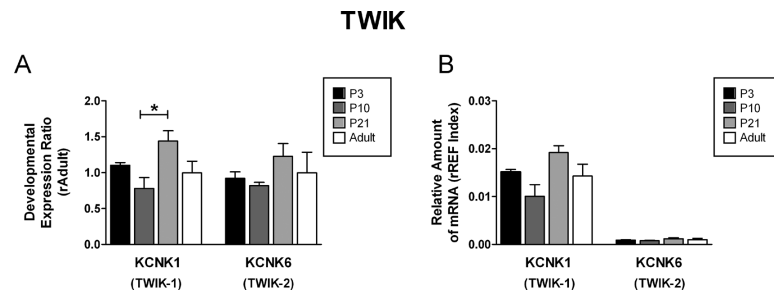 TWIK
A
Developmental
Expression Ratio
(rAdult)
2.0
1.5
1.0
0.5
0.0
*
P3
P10
P21
Adult
KCNK1
(TWIK-1)
KCNK6
(TWIK-2)
B
Relative Amount
of mRNA (rREF Index)
0.03
0.02
0.01
0.00
P3
P10
P21
Adult
KCNK1
(TWIK-1)
KCNK6
(TWIK-2)